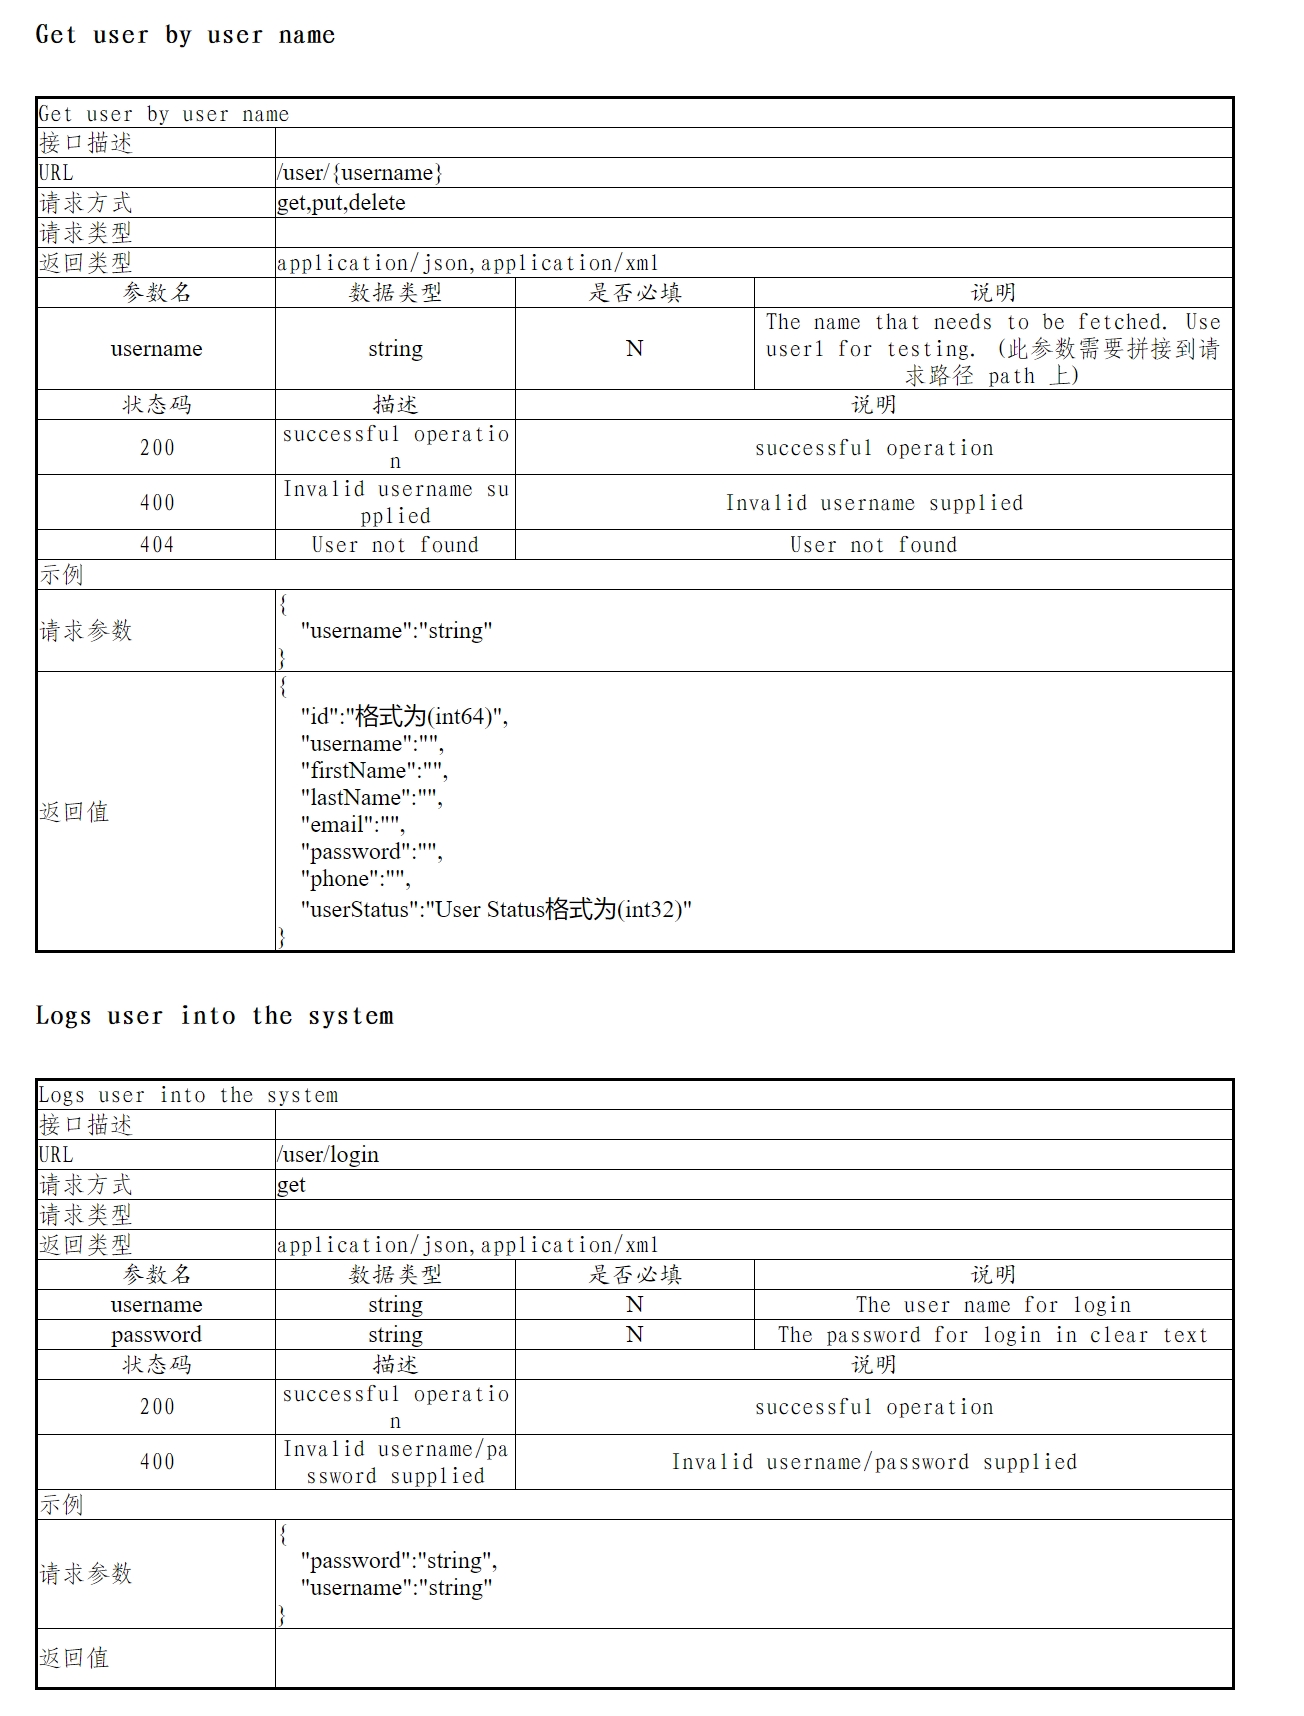 Get user by user name
Get user by user name
接口描述
URL /user/{username}
请求方式 get,put,delete
请求类型
返回类型 application/json,application/xml
参数名 数据类型 是否必填 说明
username string N The name that needs to be fetched. Use
user1 for testing. (此参数需要拼接到请
求路径 path 上)
状态码 描述 说明
200 successful operatio
n successful operation
400 Invalid username su
pplied Invalid username supplied
404 User not found User not found
示例
请求参数 {
"username":"string"
}
返回值 {
"id":"格式为(int64)",
"username":"",
"firstName":"",
"lastName":"",
"email":"",
"password":"",
"phone":"",
"userStatus":"User Status格式为(int32)"
}
Logs user into the system
Logs user into the system
接口描述
URL /user/login
请求方式 get
请求类型
返回类型 application/json,application/xml
参数名 数据类型 是否必填 说明
username string N The user name for login
password string N The password for login in clear text
状态码 描述 说明
200 successful operatio
n successful operation
400 Invalid username/pa
ssword supplied Invalid username/password supplied
示例
请求参数 {
"password":"string",
"username":"string"
}
返回值